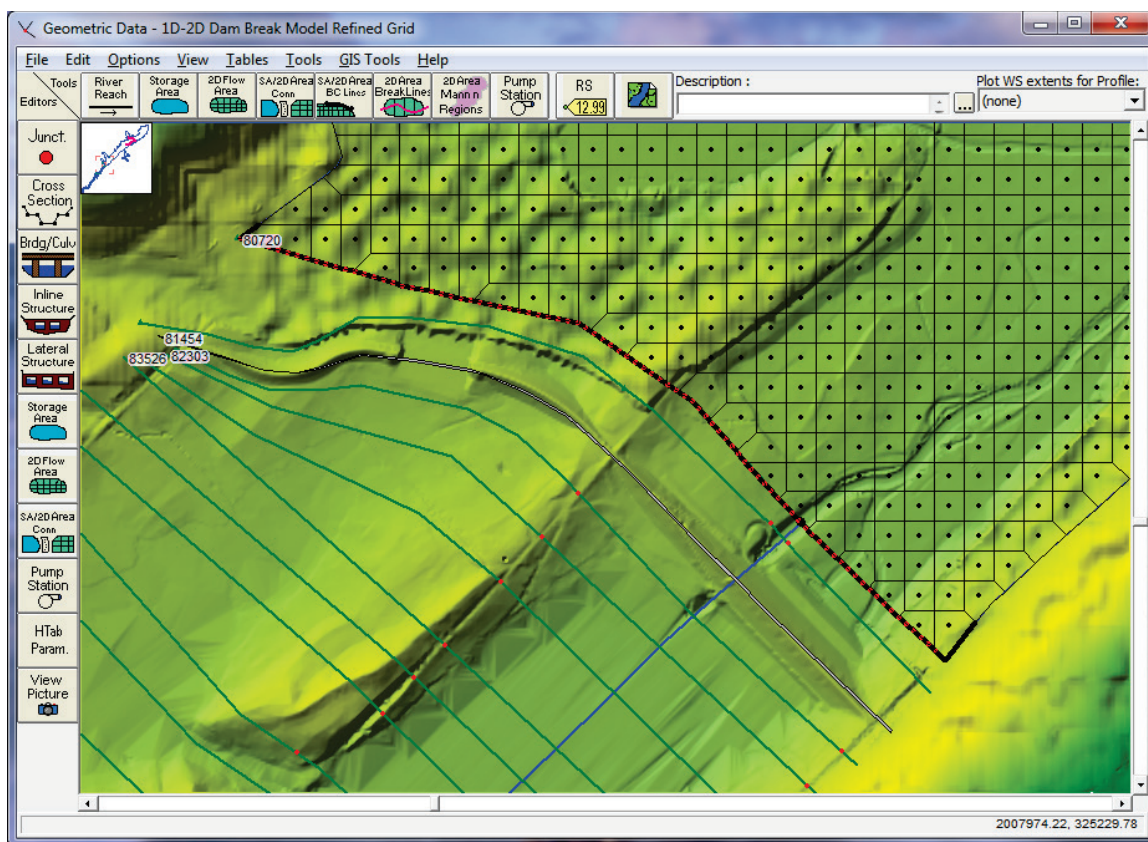 Geometric Data - 1D-2D Dam Break Model Refined Grid
File Edit Options View Tables Tools GIS Tools Help
Tools
Editors
River
Reach
Storage
Area
2D Flow
Area
SA/2D Area
Conn
SA/2D Area
BC Lines
2D Area
BreakLines
2D Area
Mann n
Regions
Pump
Station
RS
12.99
Description :
...
Plot WS extents for Profile:
(none)
Junct.
Cross
Section
Brdg/Culv
Inline
Structure
Lateral
Structure
Storage
Area
2D Flow
Area
SA/2D Area
Conn
Pump
Station
HTab
Param.
View
Picture
80720
81454
83526
82303
2007974.22, 325229.78